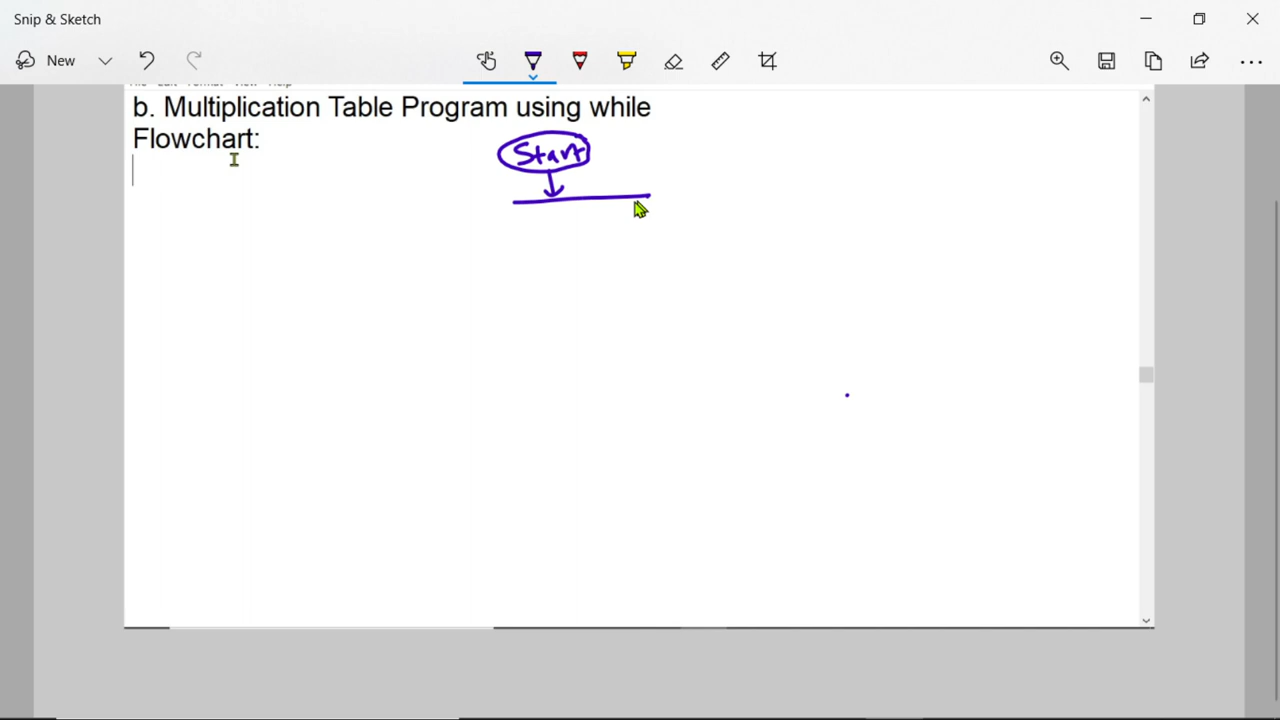 Snip & Sketch
New
b. Multiplication Table Program using while
Flowchart:
Start